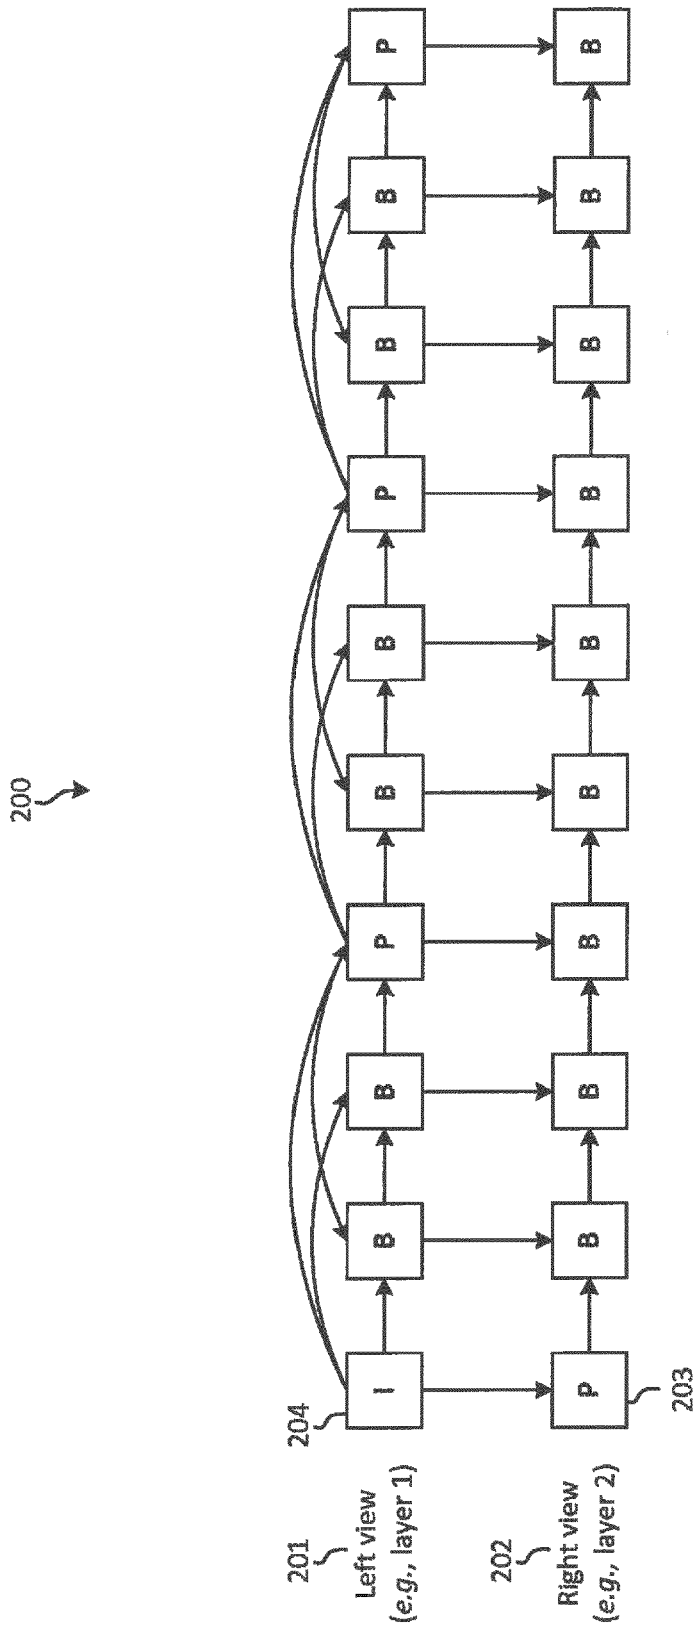 200
201
204
Left view
(e.g., layer 1)
I B B P B B P B B P
202
Right view
(e.g., layer 2)
P B B B B B B B B B
203